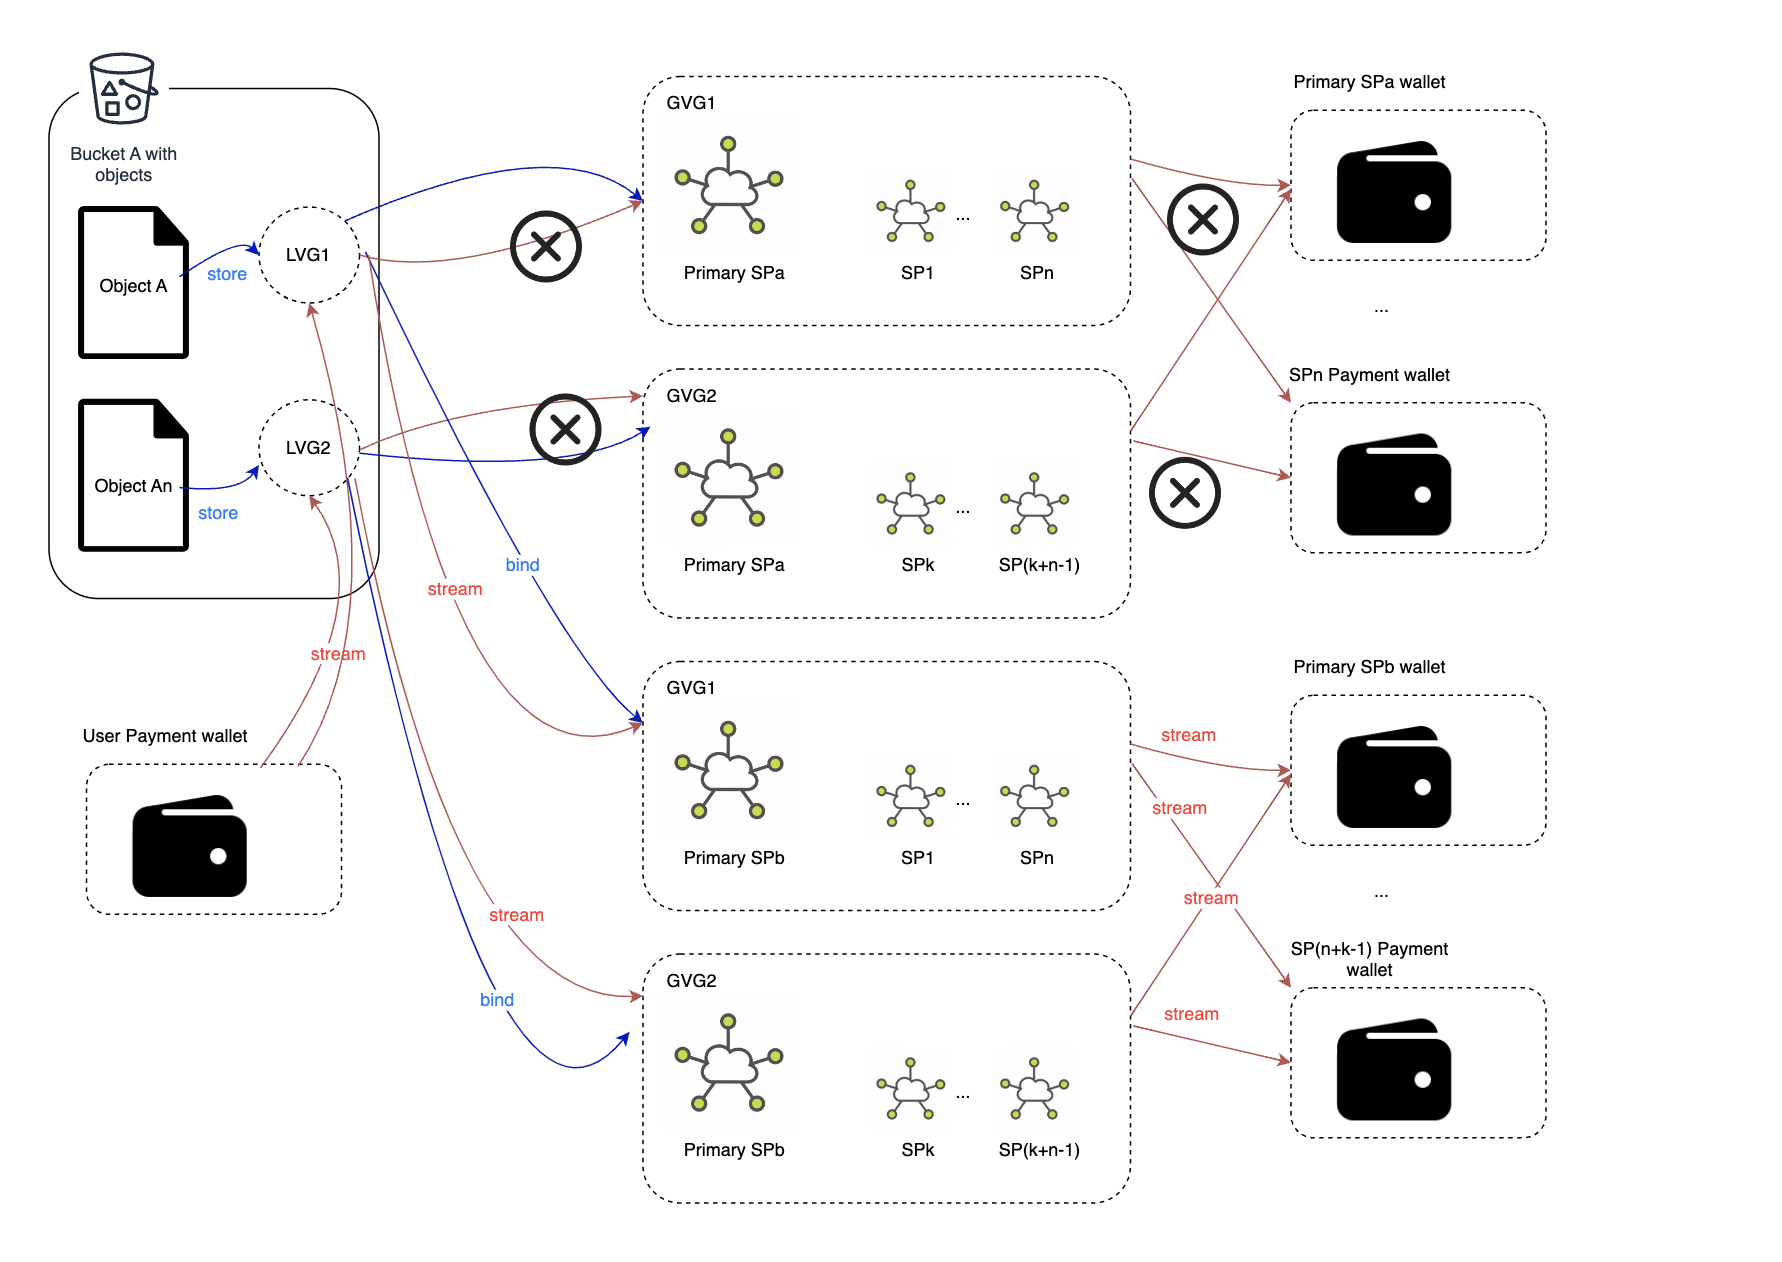 Bucket A with
objects
Object A
store
LVG1
Object An
store
LVG2
stream
User Payment wallet
bind
stream
stream
bind
GVG1
Primary SPa
SP1
...
SPn
GVG2
Primary SPa
SPk
...
SP(k+n-1)
GVG1
Primary SPb
SP1
...
SPn
GVG2
Primary SPb
SPk
...
SP(k+n-1)
Primary SPa wallet
...
SPn Payment wallet
stream
stream
stream
stream
Primary SPb wallet
...
SP(n+k-1) Payment
wallet